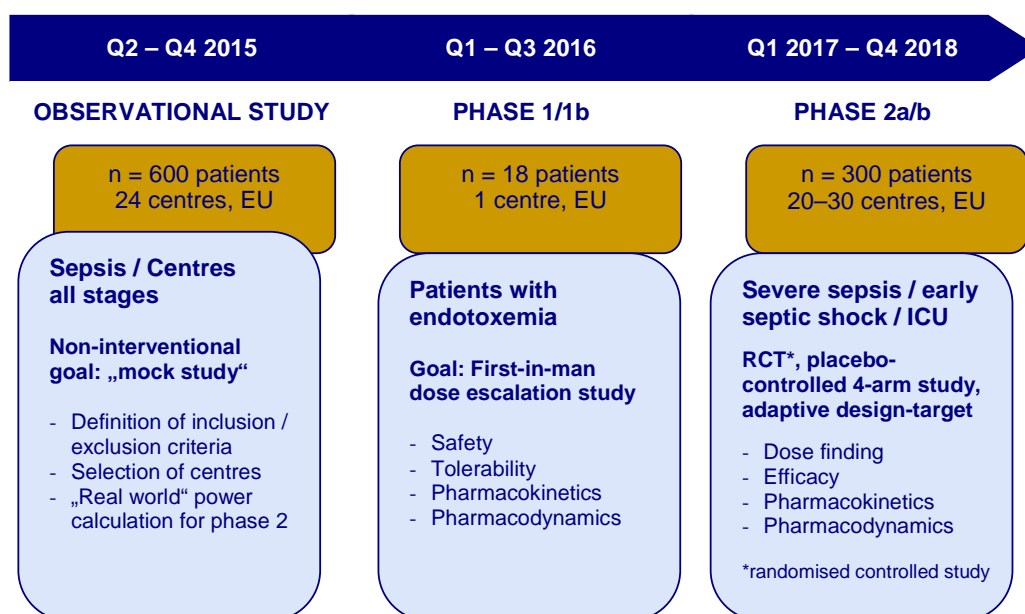 Q2 – Q4 2015
Q1 – Q3 2016
Q1 2017 – Q4 2018
OBSERVATIONAL STUDY
PHASE 1/1b
PHASE 2a/b
n = 600 patients
24 centres, EU
n = 18 patients
1 centre, EU
n = 300 patients
20–30 centres, EU
Sepsis / Centres
all stages
Non-interventional
goal: „mock study“
- Definition of inclusion /
exclusion criteria
- Selection of centres
- „Real world“ power
calculation for phase 2
Patients with
endotoxemia
Goal: First-in-man
dose escalation study
- Safety
- Tolerability
- Pharmacokinetics
- Pharmacodynamics
Severe sepsis / early
septic shock / ICU
RCT*, placebo-
controlled 4-arm study,
adaptive design-target
- Dose finding
- Efficacy
- Pharmacokinetics
- Pharmacodynamics
*randomised controlled study